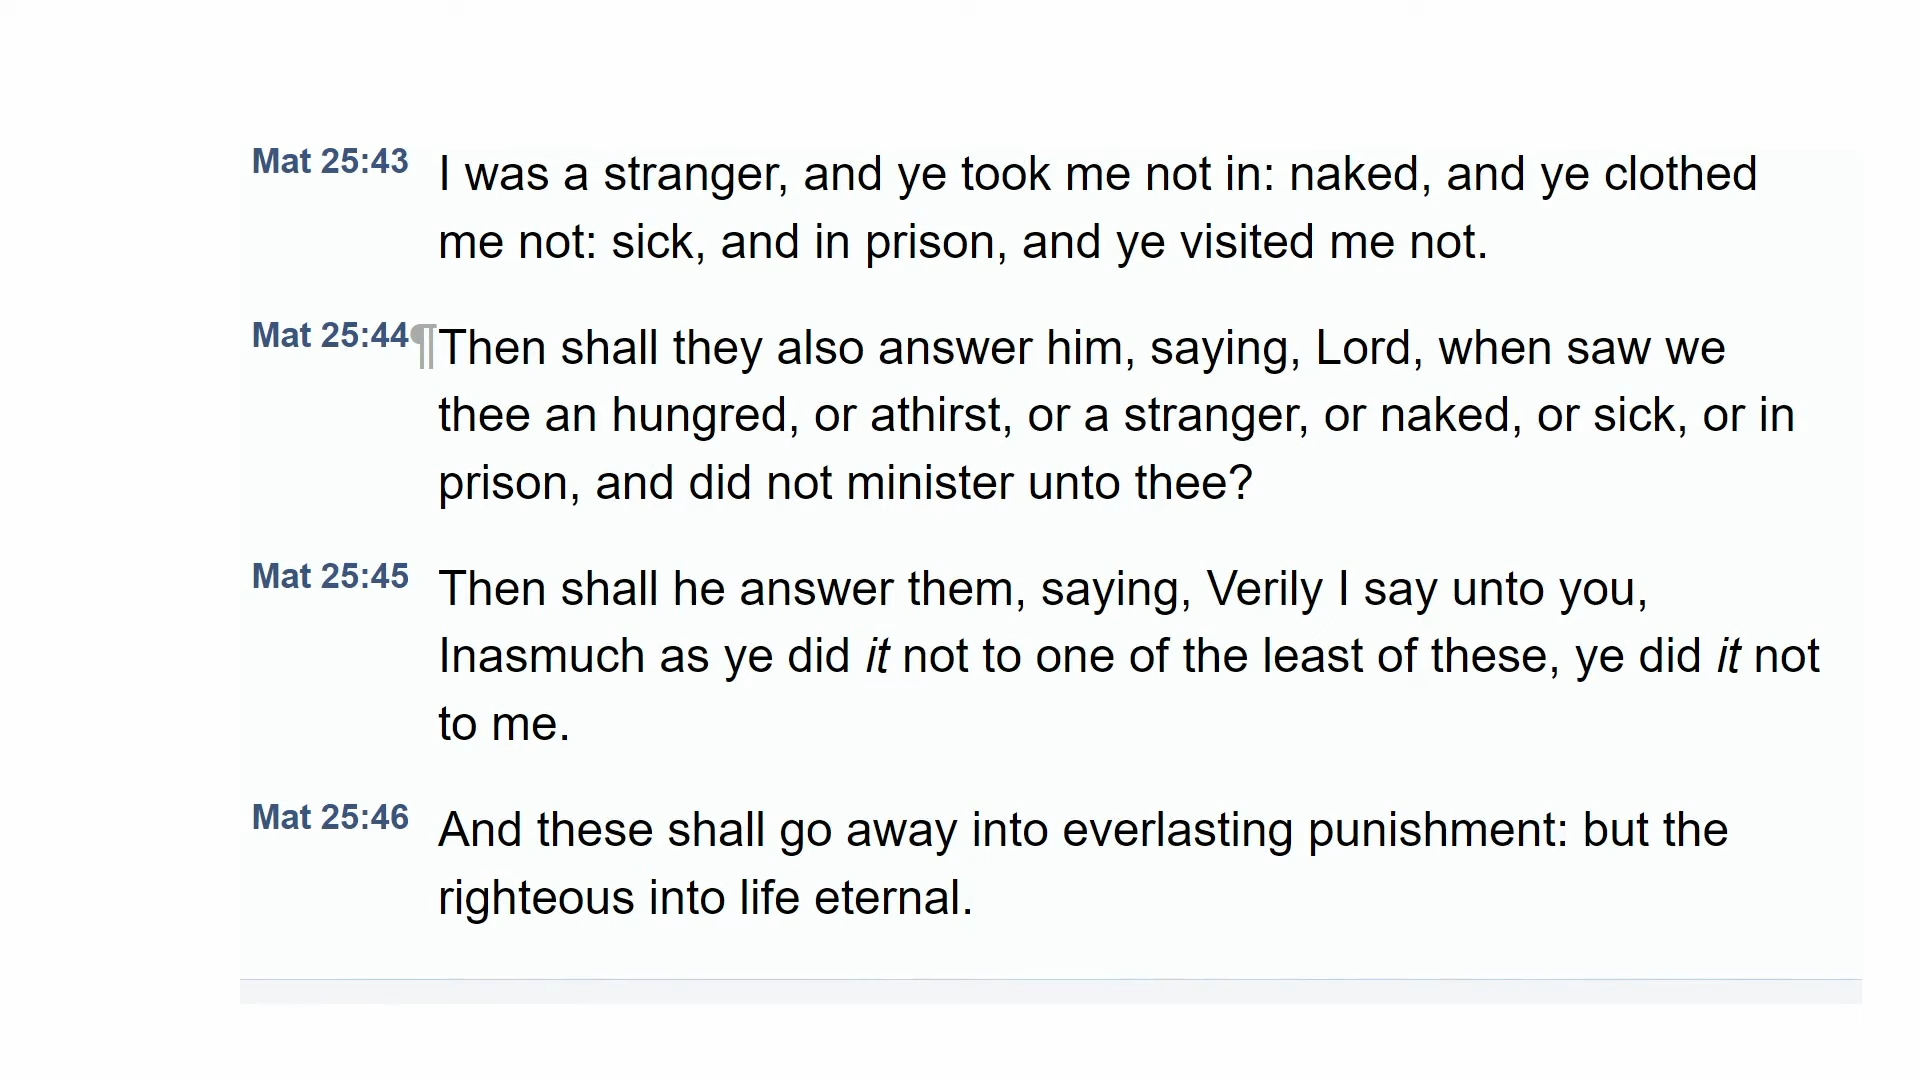 Mat 25:43 I was a stranger, and ye took me not in: naked, and ye clothed
me not: sick, and in prison, and ye visited me not.
Mat 25:44 ¶Then shall they also answer him, saying, Lord, when saw we
thee an hungred, or athirst, or a stranger, or naked, or sick, or in
prison, and did not minister unto thee?
Mat 25:45 Then shall he answer them, saying, Verily I say unto you,
Inasmuch as ye did it not to one of the least of these, ye did it not
to me.
Mat 25:46 And these shall go away into everlasting punishment: but the
righteous into life eternal.